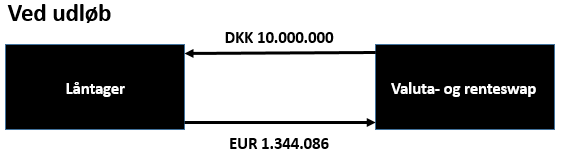 Ved udløb
DKK 10.000.000
Låntager
Valuta- og renteswap
EUR 1.344.086